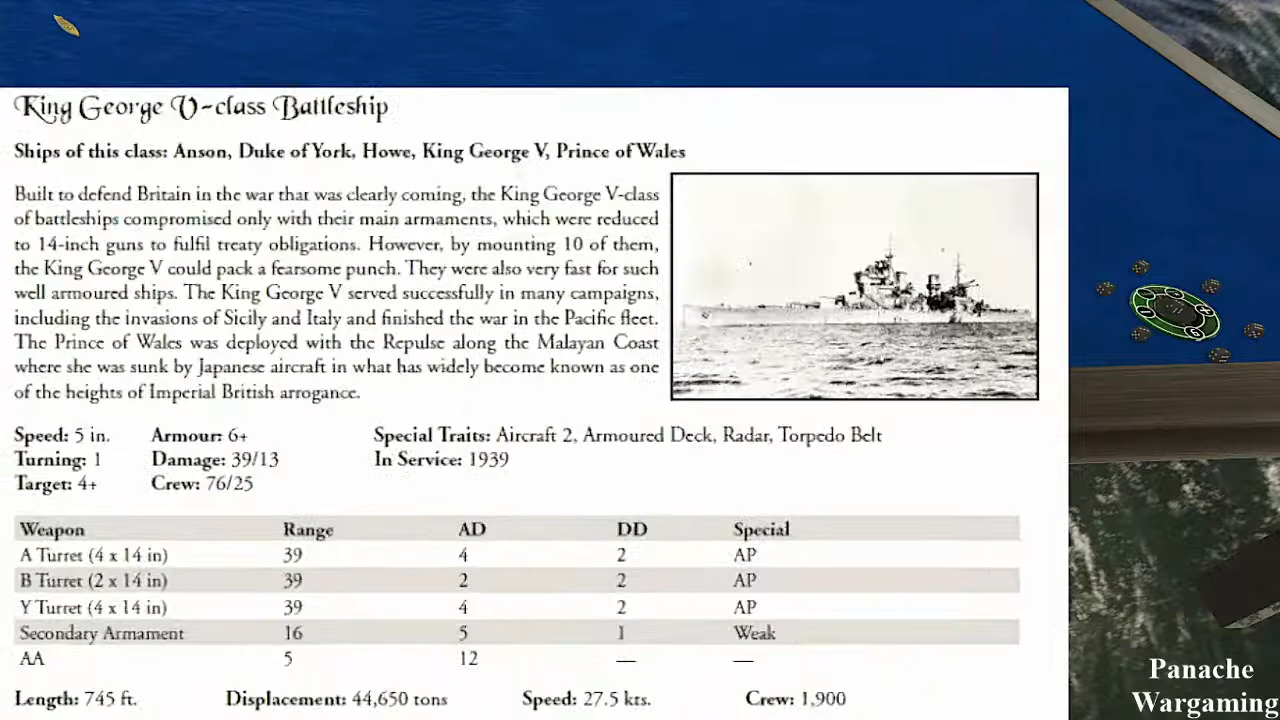 King George V-class Battleship
Ships of this class: Anson, Duke of York, Howe, King George V, Prince of Wales
Built to defend Britain in the war that was clearly coming, the King George V-class
of battleships compromised only with their main armaments, which were reduced
to 14-inch guns to fulfil treaty obligations. However, by mounting 10 of them,
the King George V could pack a fearsome punch. They were also very fast for such
well armoured ships. The King George V served successfully in many campaigns,
including the invasions of Sicily and Italy and finished the war in the Pacific fleet.
The Prince of Wales was deployed with the Repulse along the Malayan Coast
where she was sunk by Japanese aircraft in what has widely become known as one
of the heights of Imperial British arrogance.
Speed: 5 in. Armour: 6+ Special Traits: Aircraft 2, Armoured Deck, Radar, Torpedo Belt
Turning: 1 Damage: 39/13 In Service: 1939
Target: 4+ Crew: 76/25
Weapon Range AD DD Special
A Turret (4 x 14 in) 39 4 2 AP
B Turret (2 x 14 in) 39 2 2 AP
Y Turret (4 x 14 in) 39 4 2 AP
Secondary Armament 16 5 1 Weak
AA 5 12 — —
Length: 745 ft. Displacement: 44,650 tons Speed: 27.5 kts. Crew: 1,900
Panache
Wargaming